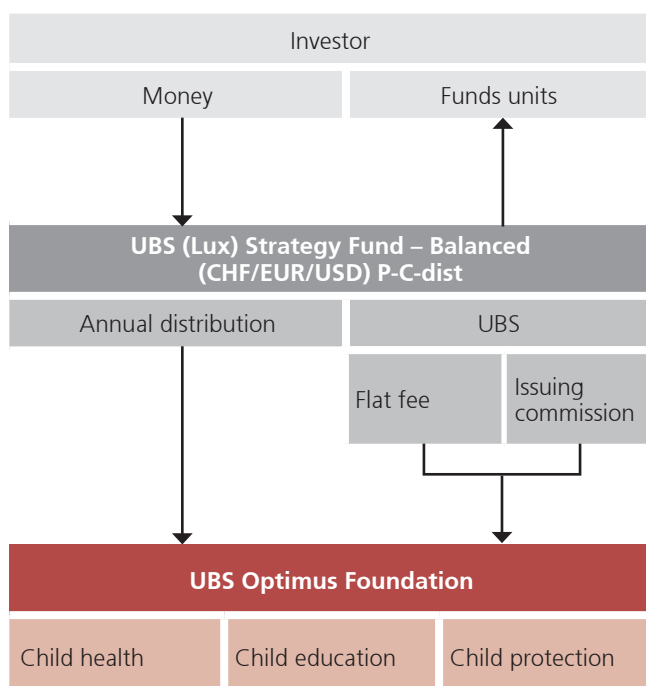 Investor
Money
Funds units
UBS (Lux) Strategy Fund – Balanced
(CHF/EUR/USD) P-C-dist
Annual distribution
UBS
Flat fee
Issuing
commission
UBS Optimus Foundation
Child health
Child education
Child protection